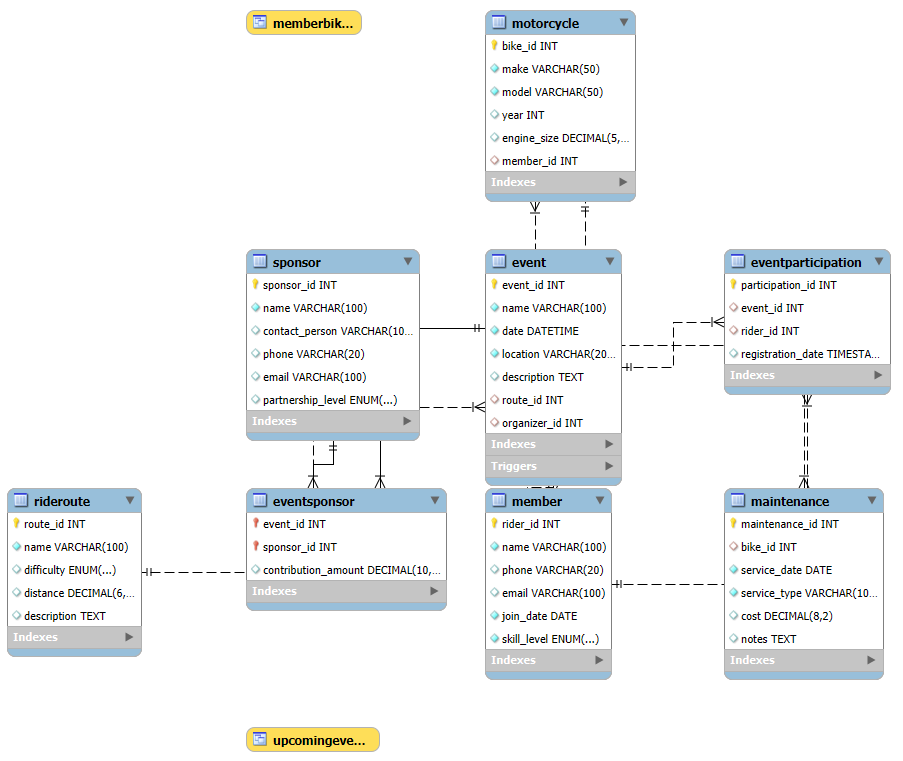 memberbik...
motorcycle
bike_id INT
make VARCHAR(50)
model VARCHAR(50)
year INT
engine_size DECIMAL(5,...
member_id INT
Indexes
sponsor
sponsor_id INT
name VARCHAR(100)
contact_person VARCHAR(10...
phone VARCHAR(20)
email VARCHAR(100)
partnership_level ENUM(...)
Indexes
event
event_id INT
name VARCHAR(100)
date DATETIME
location VARCHAR(20...
description TEXT
route_id INT
organizer_id INT
Indexes
Triggers
eventparticipation
participation_id INT
event_id INT
rider_id INT
registration_date TIMESTA...
Indexes
rideroute
route_id INT
name VARCHAR(100)
difficulty ENUM(...)
distance DECIMAL(6,...
description TEXT
Indexes
eventsponsor
event_id INT
sponsor_id INT
contribution_amount DECIMAL(10,...
Indexes
member
rider_id INT
name VARCHAR(100)
phone VARCHAR(20)
email VARCHAR(100)
join_date DATE
skill_level ENUM(...)
Indexes
maintenance
maintenance_id INT
bike_id INT
service_date DATE
service_type VARCHAR(10...
cost DECIMAL(8,2)
notes TEXT
Indexes
upcomingeve...